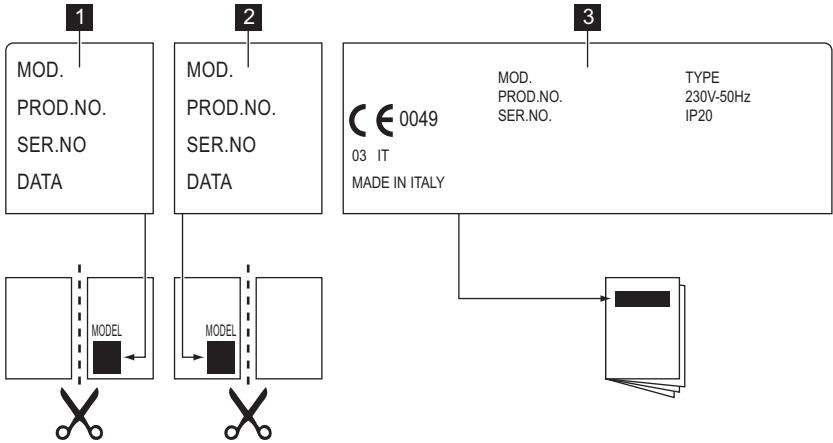 1
MOD.
PROD.NO.
SER.NO
DATA
2
MOD.
PROD.NO.
SER.NO
DATA
3
MOD. TYPE
PROD.NO. 230V-50Hz
SER.NO. IP20
CE 0049
03 IT
MADE IN ITALY
MODEL
MODEL